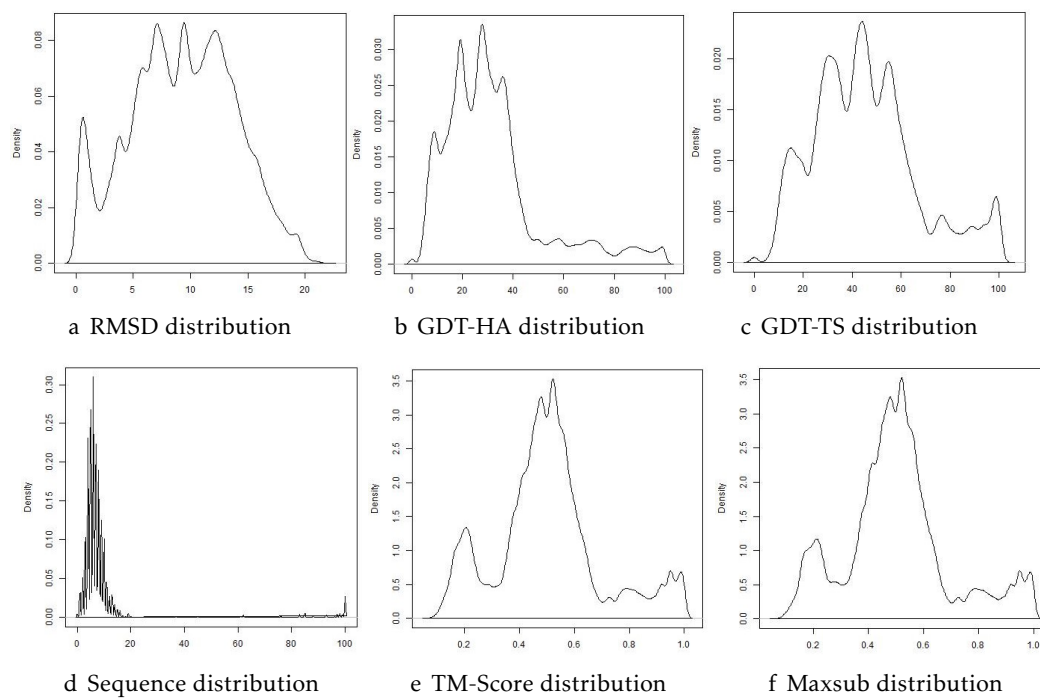 Density
0.00 0.02 0.04 0.06 0.08
0 5 10 15 20
a RMSD distribution
Density
0.000 0.005 0.010 0.015 0.020 0.025 0.030
0 20 40 60 80 100
b GDT-HA distribution
Density
0.000 0.005 0.010 0.015 0.020
0 20 40 60 80 100
c GDT-TS distribution
Density
0.00 0.05 0.10 0.15 0.20 0.25 0.30
0 20 40 60 80 100
d Sequence distribution
Density
0.0 0.5 1.0 1.5 2.0 2.5 3.0 3.5
0.2 0.4 0.6 0.8 1.0
e TM-Score distribution
Density
0.0 0.5 1.0 1.5 2.0 2.5 3.0 3.5
0.2 0.4 0.6 0.8 1.0
f Maxsub distribution